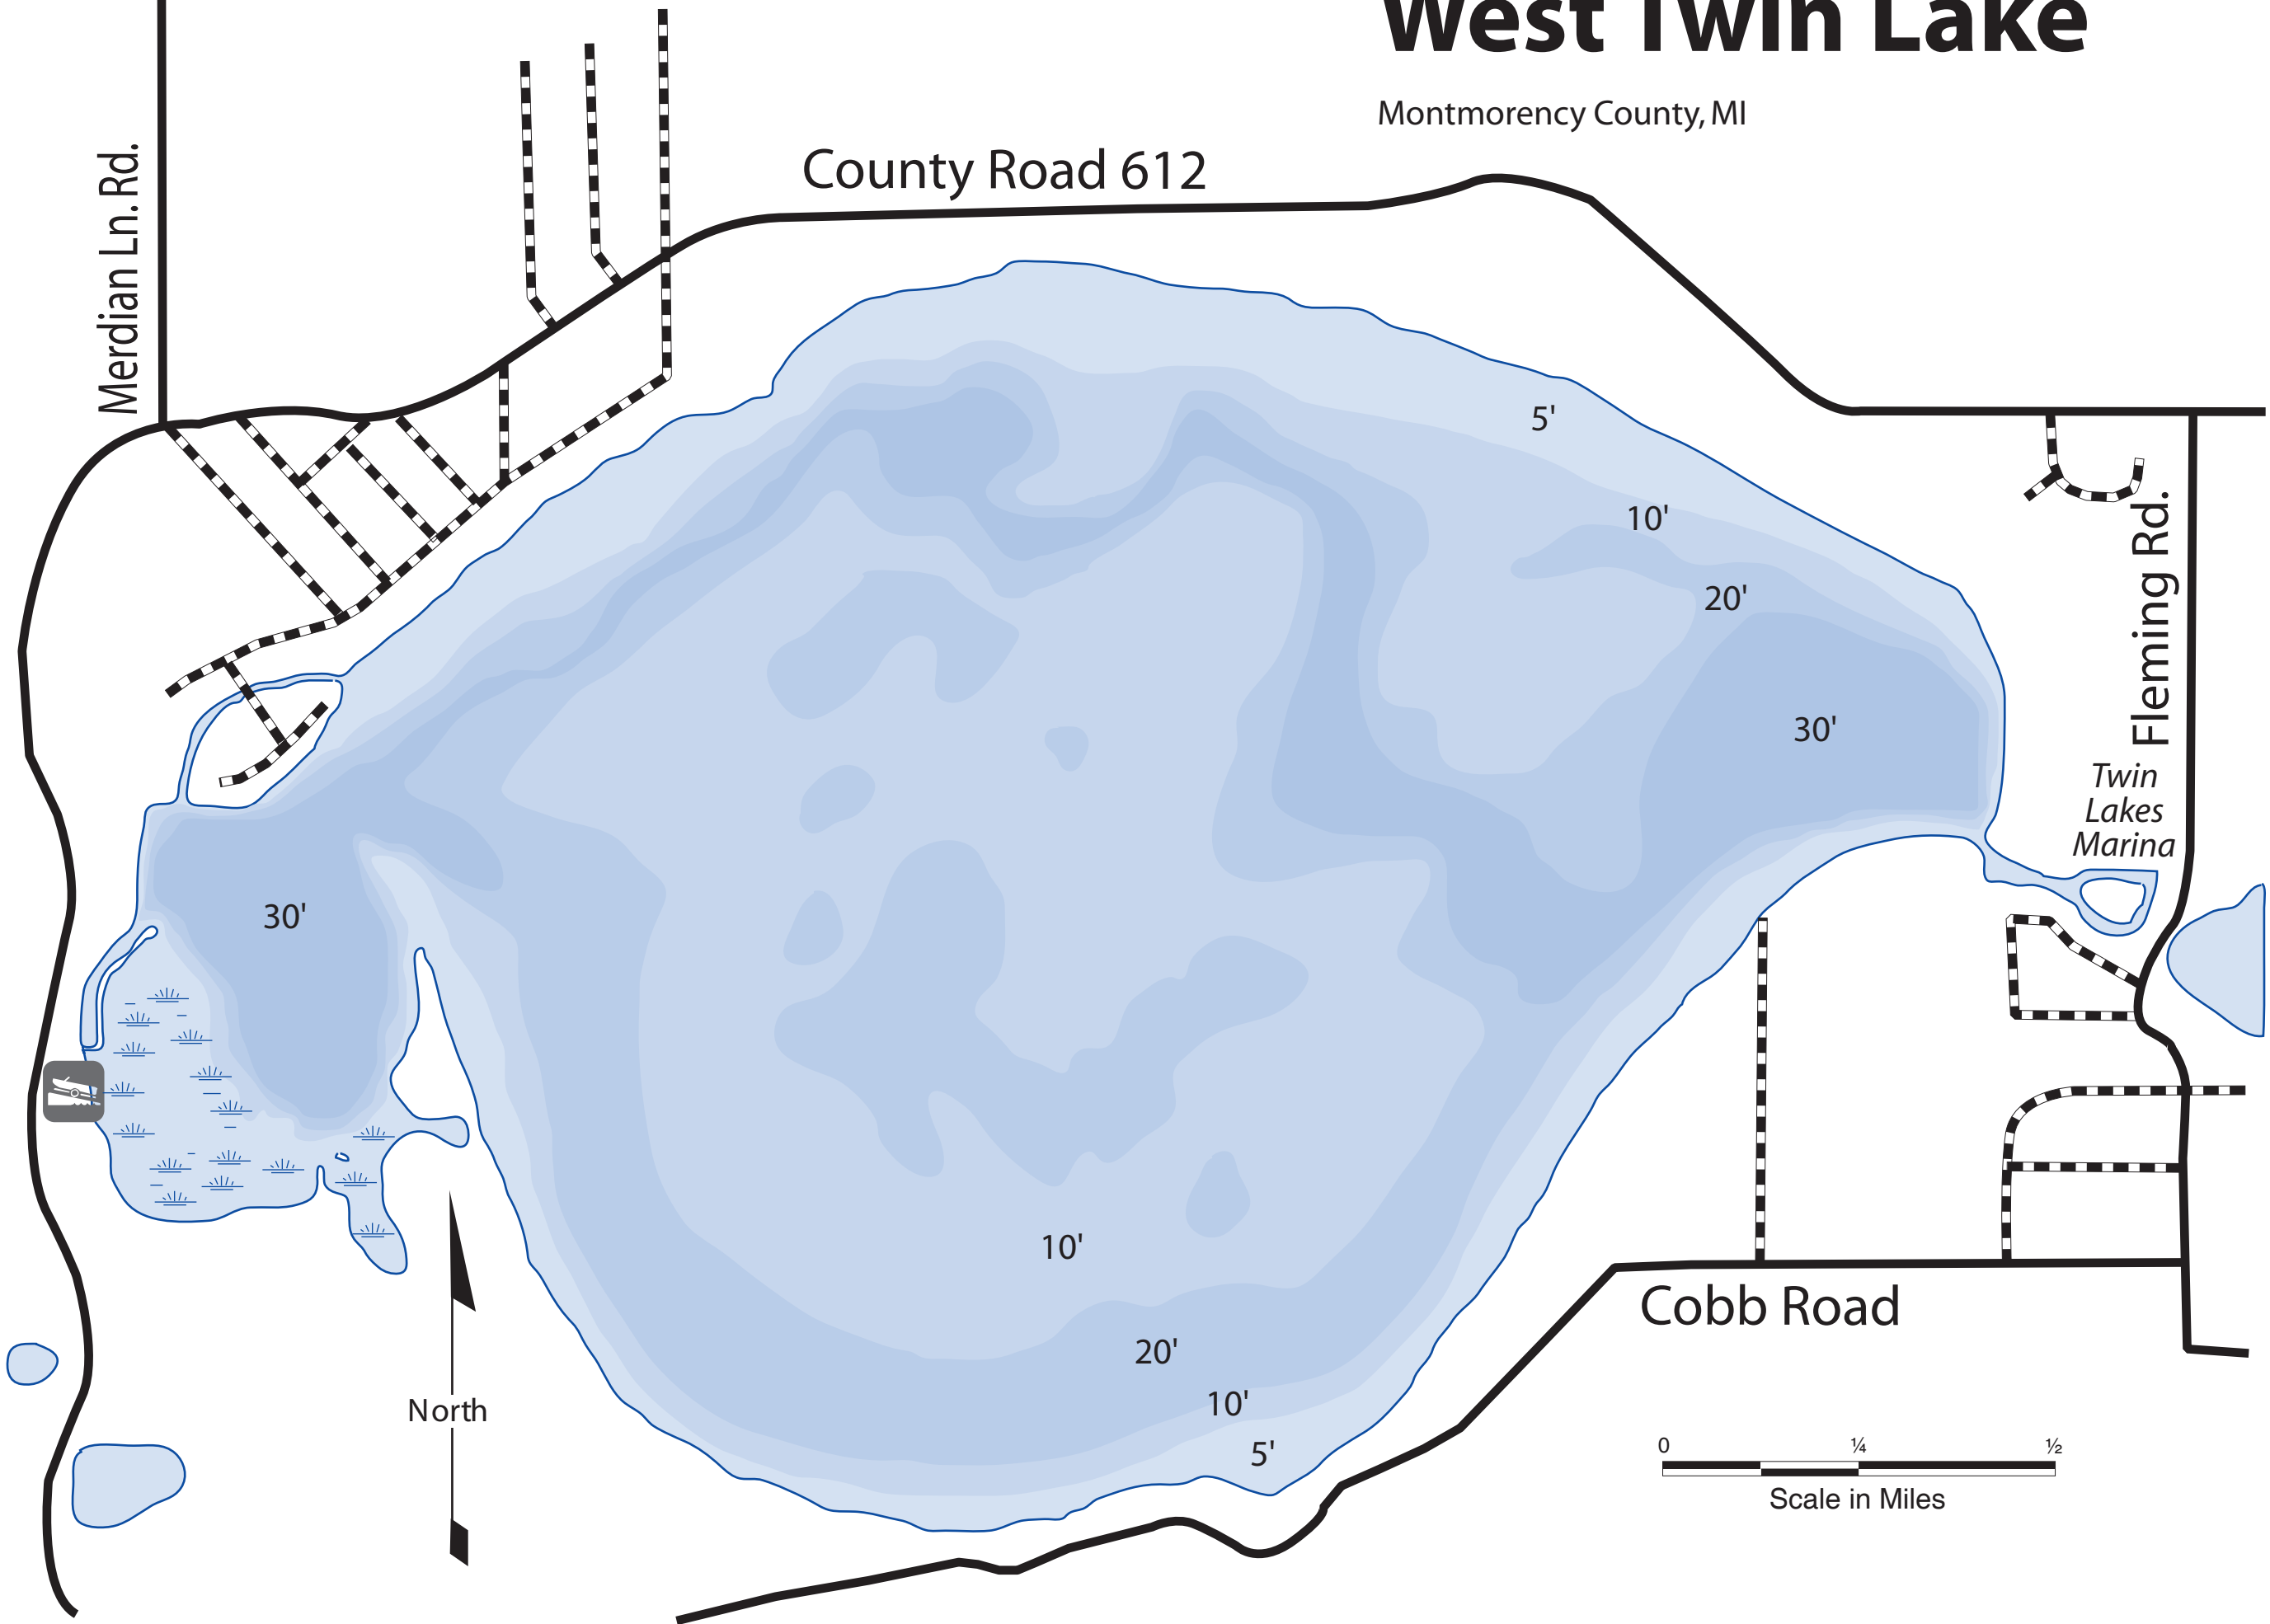 West Twin Lake
Montmorency County, MI
County Road 612
Merdian Ln. Rd.
5'
10'
20'
30'
Fleming Rd.
Twin
Lakes
Marina
30'
10'
20'
10'
5'
Cobb Road
North
0 ¼ ½
Scale in Miles